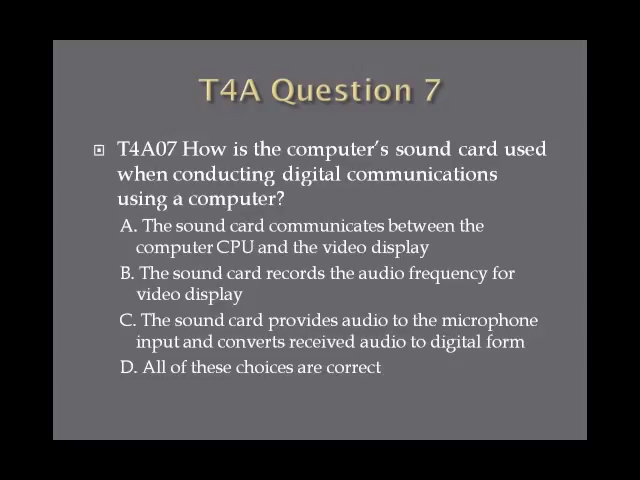 T4A Question 7
T4A07 How is the computer's sound card used
when conducting digital communications
using a computer?
A. The sound card communicates between the
computer CPU and the video display
B. The sound card records the audio frequency for
video display
C. The sound card provides audio to the microphone
input and converts received audio to digital form
D. All of these choices are correct